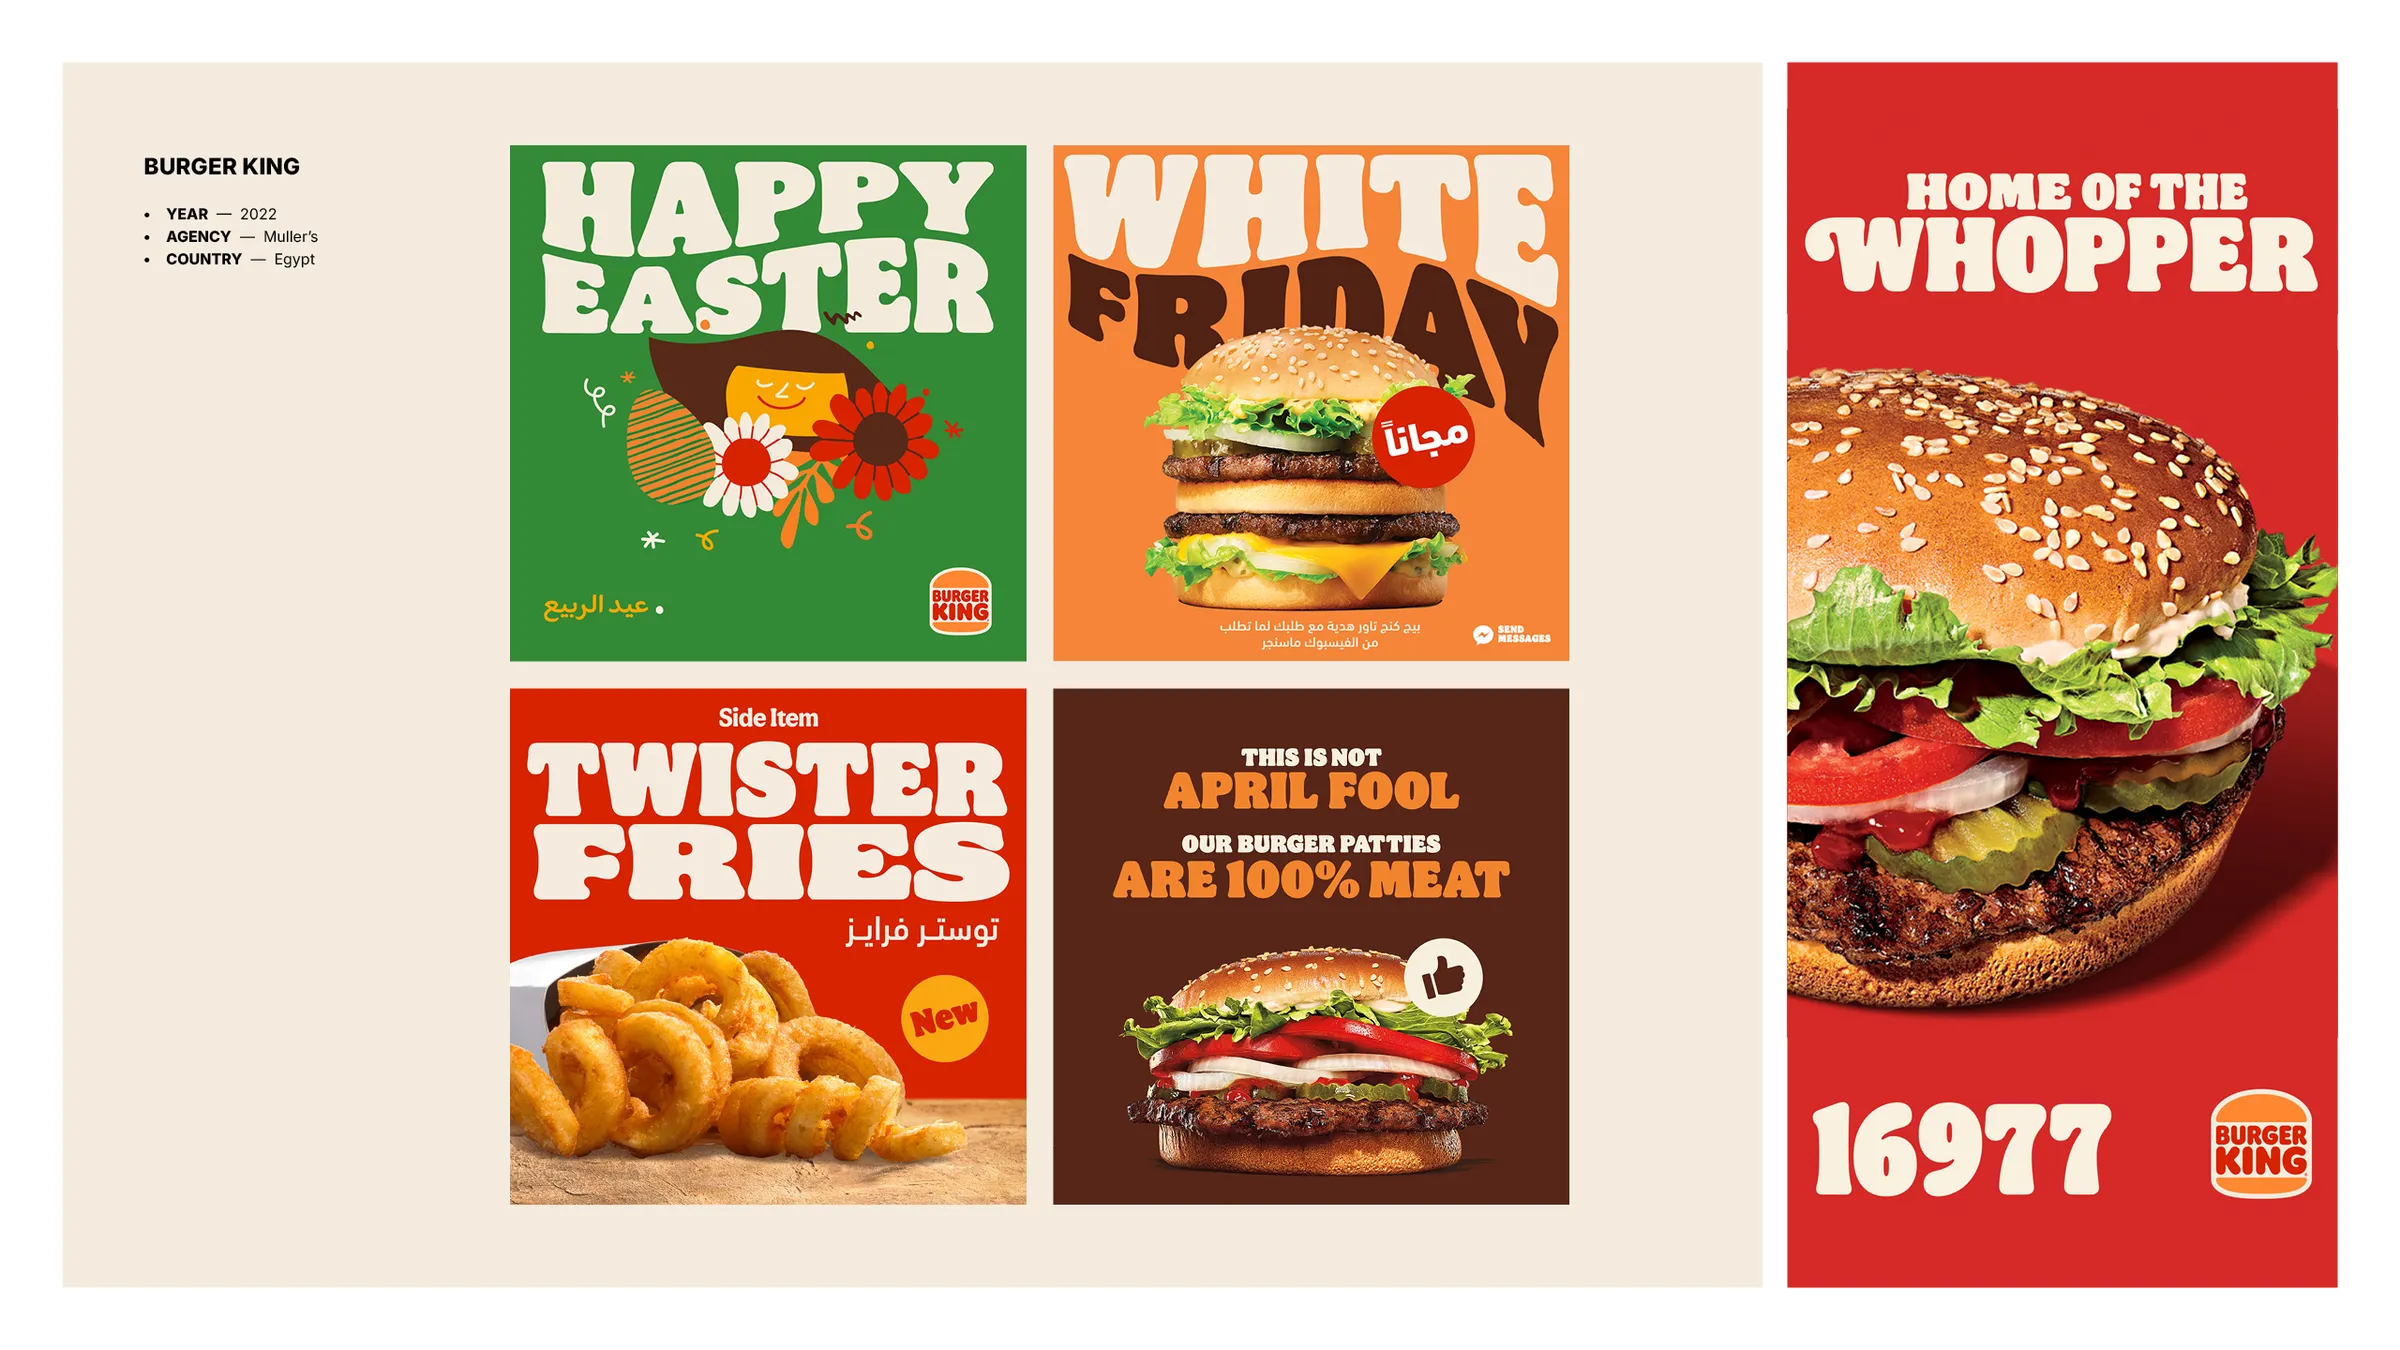 BURGER KING
• YEAR — 2022
• AGENCY — Muller's
• COUNTRY — Egypt
HAPPY
EASTER
عيد الربيع
BURGER
KING
WHITE
FRIDAY
مجاناً
بيج كنج تاور هدية مع طلبك لما تطلب
من الفيسبوك ماسنجر
SEND
MESSAGES
Side Item
TWISTER
FRIES
توستر فرايز
New
THIS IS NOT
APRIL FOOL
OUR BURGER PATTIES
ARE 100% MEAT
HOME OF THE
WHOPPER
16977
BURGER
KING